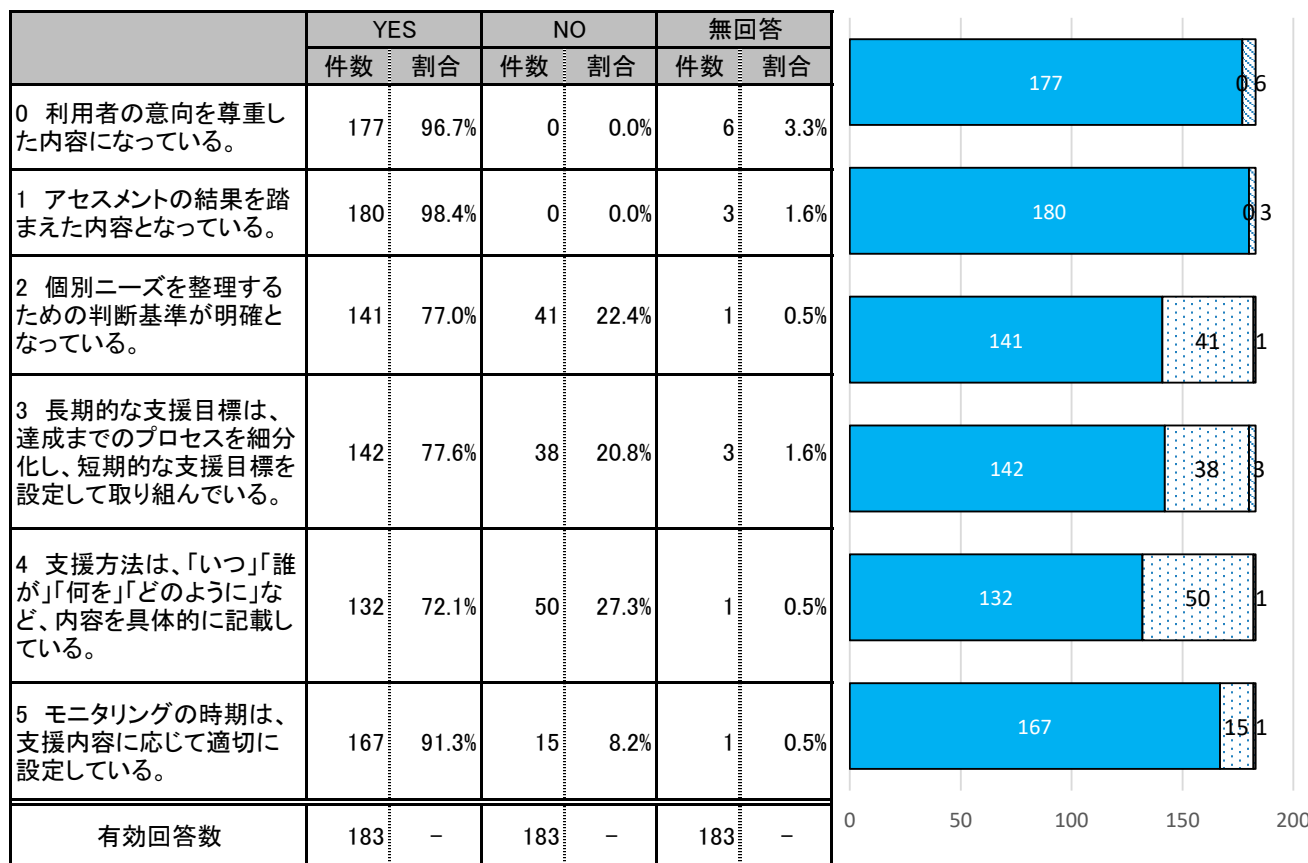 YES NO 無回答
件数 割合 件数 割合 件数 割合
0 利用者の意向を尊重し
た内容になっている。
177 96.7% 0 0.0% 6 3.3%
1 アセスメントの結果を踏
まえた内容となっている。
180 98.4% 0 0.0% 3 1.6%
2 個別ニーズを整理する
ための判断基準が明確と
なっている。
141 77.0% 41 22.4% 1 0.5%
3 長期的な支援目標は、
達成までのプロセスを細分
化し、短期的な支援目標を
設定して取り組んでいる。
142 77.6% 38 20.8% 3 1.6%
4 支援方法は、「いつ」「誰
が」「何を」「どのように」な
ど、内容を具体的に記載し
ている。
132 72.1% 50 27.3% 1 0.5%
5 モニタリングの時期は、
支援内容に応じて適切に
設定している。
167 91.3% 15 8.2% 1 0.5%
有効回答数 183 - 183 - 183 -
177 0 6
180 0 3
141 41 1
142 38 3
132 50 1
167 15 1
0 50 100 150 200